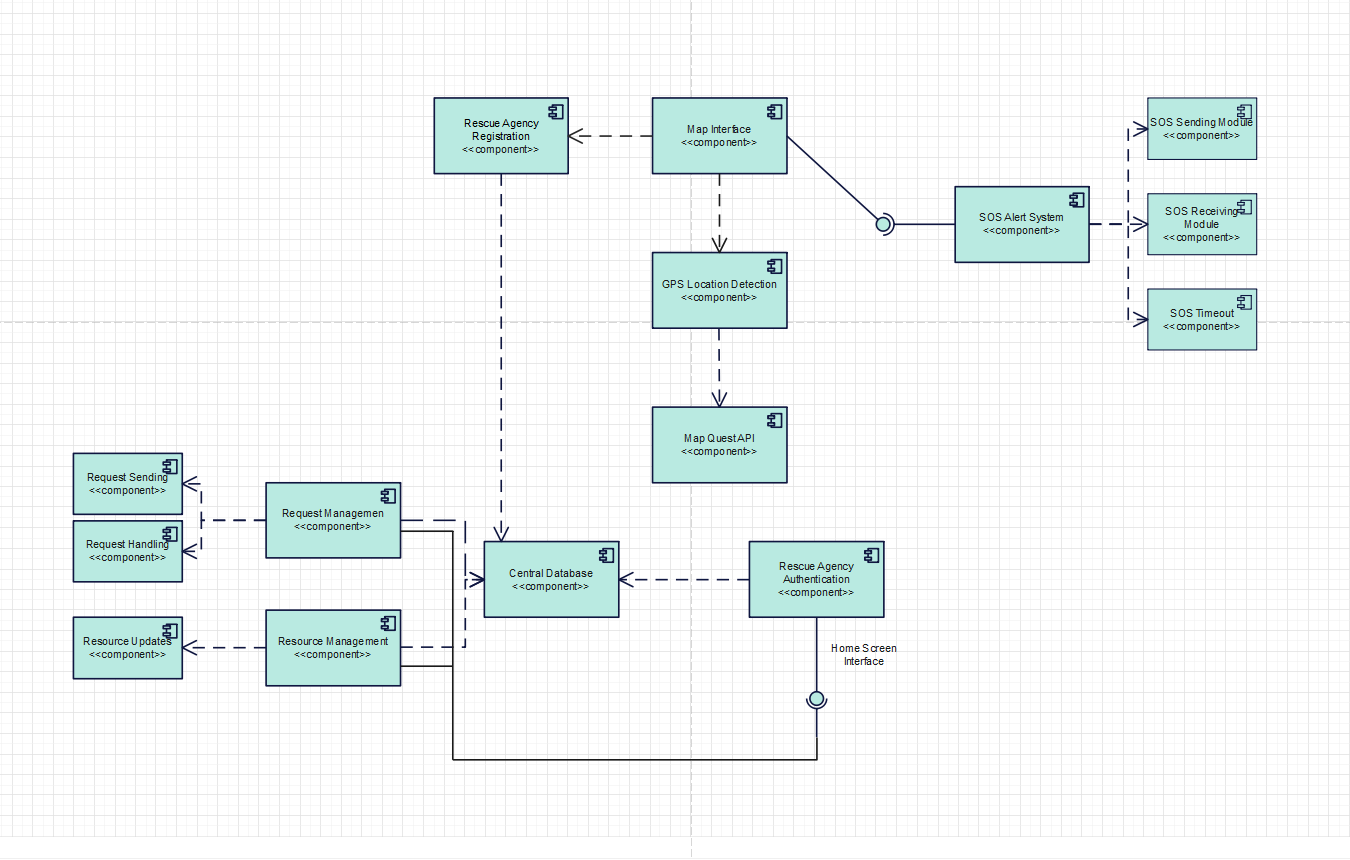 Rescue Agency
Registration
<<component>>
Map Interface
<<component>>
SOS Sending Module
<<component>>
SOS Alert System
<<component>>
SOS Receiving
Module
<<component>>
GPS Location Detection
<<component>>
SOS Timeout
<<component>>
Map Quest API
<<component>>
Request Sending
<<component>>
Request Managemen
<<component>>
Request Handling
<<component>>
Central Database
<<component>>
Rescue Agency
Authentication
<<component>>
Resource Updates
<<component>>
Resource Management
<<component>>
Home Screen
Interface